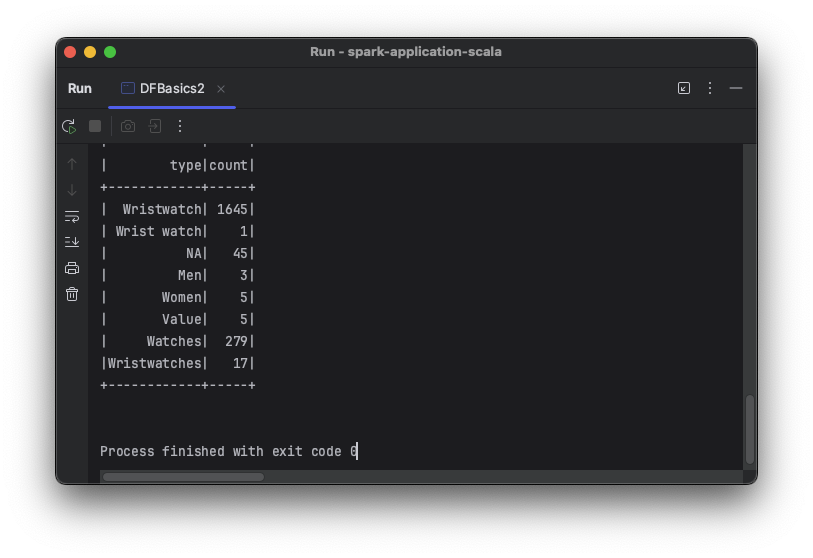 Run - spark-application-scala
Run DFBasics2
|        type|count|
+------------+-----+
|  Wristwatch| 1645|
| Wrist watch|    1|
|          NA|   45|
|         Men|    3|
|       Women|    5|
|       Value|    5|
|     Watches|  279|
|Wristwatches|   17|
+------------+-----+
Process finished with exit code 0